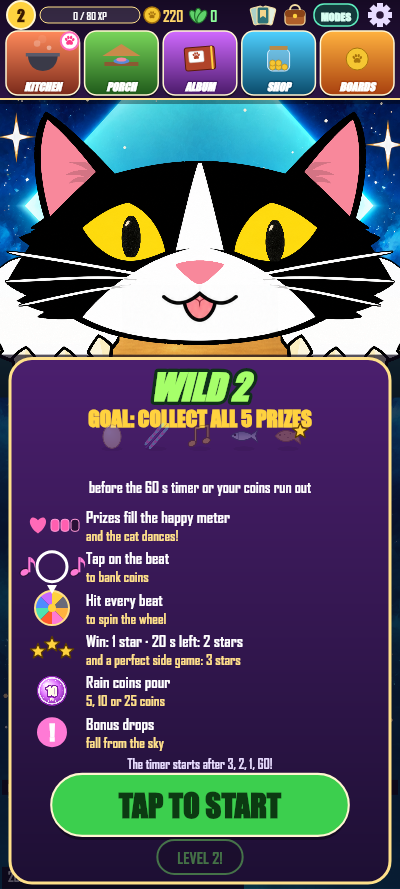 2
0 / 80 XP
220
0
MODES
KITCHEN
PORCH
ALBUM
SHOP
BOARDS
WILD 2
GOAL: COLLECT ALL 5 PRIZES
before the 60 s timer or your coins run out
Prizes fill the happy meter
and the cat dances!
Tap on the beat
to bank coins
Hit every beat
to spin the wheel
Win: 1 star · 20 s left: 2 stars
and a perfect side game: 3 stars
10
Rain coins pour
5, 10 or 25 coins
!
Bonus drops
fall from the sky
The timer starts after 3, 2, 1, GO!
TAP TO START
LEVEL 2!